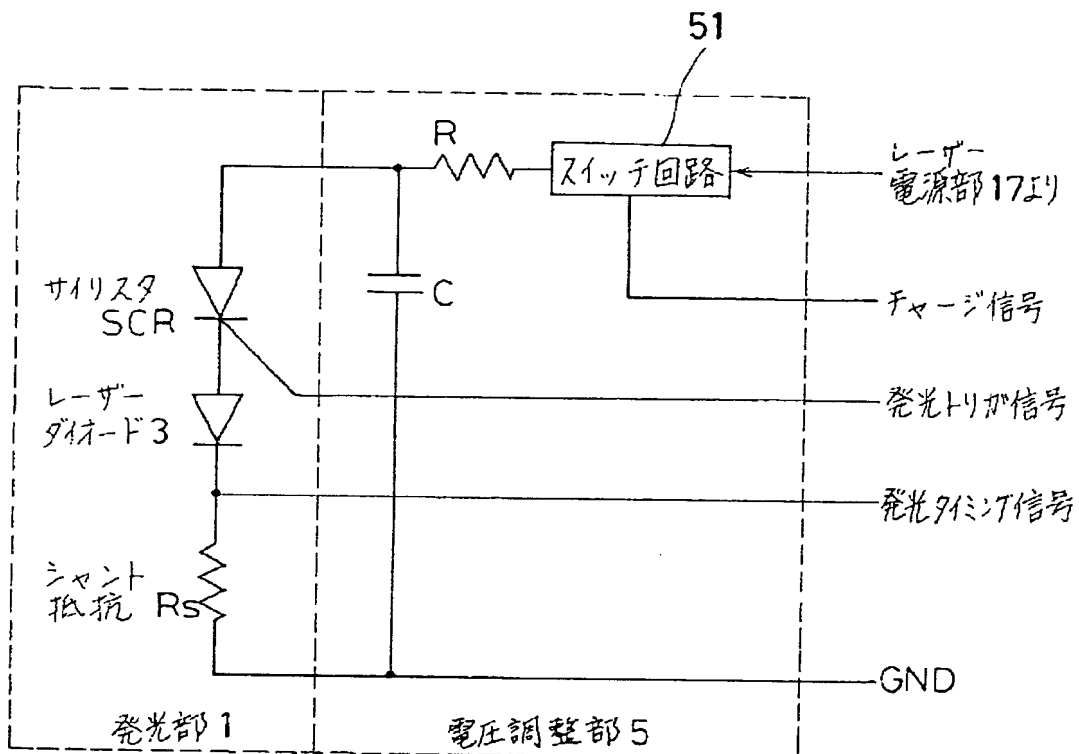 51
R
スイッチ回路
レーザー
電源部17より
C
チャージ信号
サイリスタ
SCR
発光トリガ信号
レーザー
ダイオード3
発光タイミング信号
シャント
抵抗 Rs
GND
発光部1
電圧調整部5